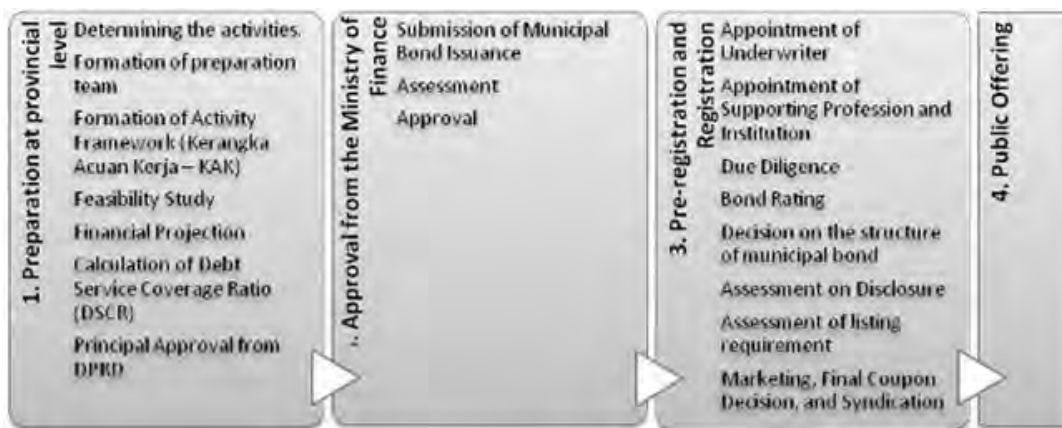 1. Preparation at provincial
level
Determining the activities.
Formation of preparation
team
Formation of Activity
Framework (Kerangka
Acuan Kerja – KAK)
Feasibility Study
Financial Projection
Calculation of Debt
Service Coverage Ratio
(DSCR)
Principal Approval from
DPRD
. Approval from the Ministry of
Finance
Submission of Municipal
Bond Issuance
Assessment
Approval
3. Pre-registration and
Registration
Appointment of
Underwriter
Appointment of
Supporting Profession and
Institution
Due Diligence
Bond Rating
Decision on the structure
of municipal bond
Assessment on Disclosure
Assessment of listing
requirement
Marketing, Final Coupon
Decision, and Syndication
4. Public Offering